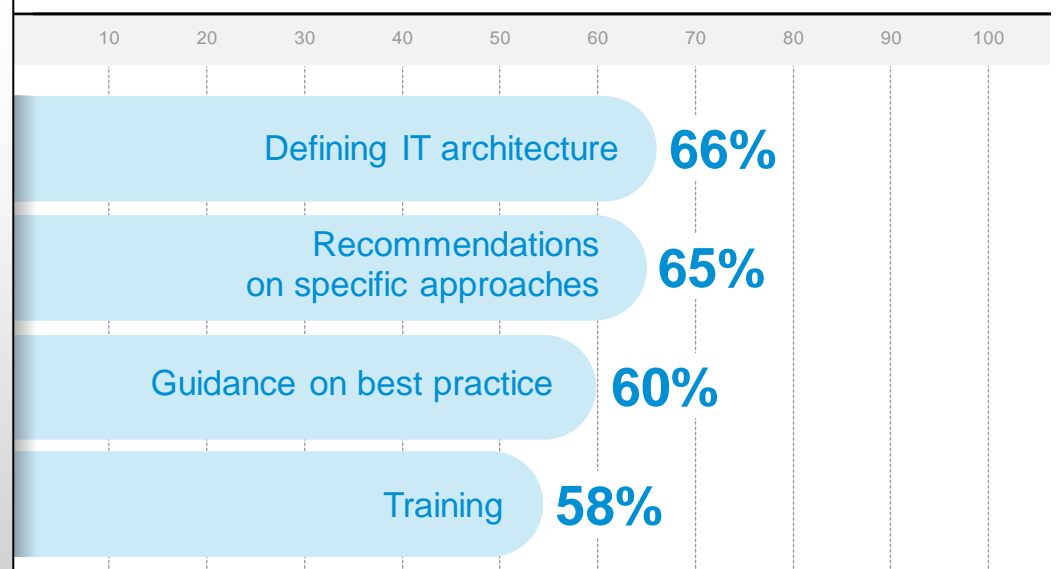 10 20 30 40 50 60 70 80 90 100
Defining IT architecture 66%
Recommendations
on specific approaches 65%
Guidance on best practice 60%
Training 58%